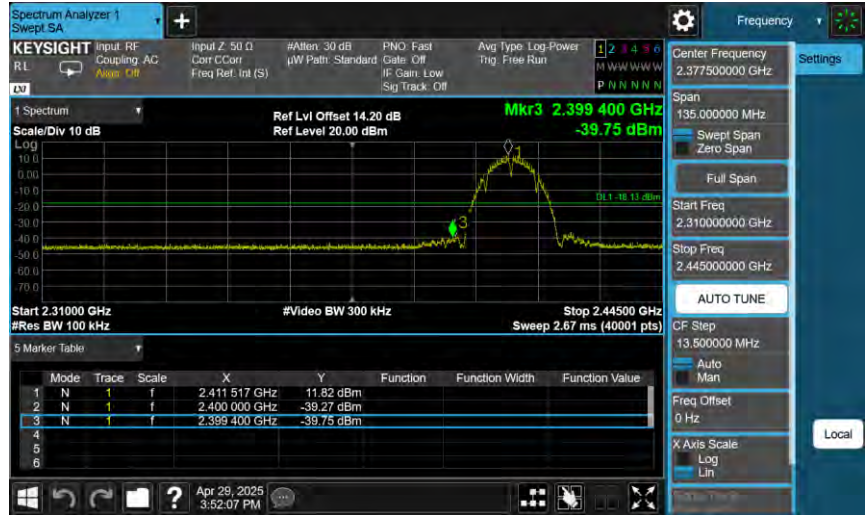 Spectrum Analyzer 1
Swept SA
+
Frequency
KEYSIGHT
RL
LXI
Input: RF
Coupling: AC
Align: Off
Input Z: 50 Ω
Corr CCorr
Freq Ref: Int (S)
#Atten: 30 dB
µW Path: Standard
PNO: Fast
Gate: Off
IF Gain: Low
Sig Track: Off
Avg Type: Log-Power
Trig: Free Run
1 2 3 4 5 6
M W W W W W
P N N N N N
Center Frequency
2.377500000 GHz
Settings
Span
135.000000 MHz
Swept Span
Zero Span
Full Span
Start Freq
2.310000000 GHz
Stop Freq
2.445000000 GHz
AUTO TUNE
CF Step
13.500000 MHz
Auto
Man
Freq Offset
0 Hz
X Axis Scale
Log
Lin
Local
1 Spectrum
Scale/Div 10 dB
Ref Lvl Offset 14.20 dB
Ref Level 20.00 dBm
Mkr3 2.399 400 GHz
-39.75 dBm
Log
10.0
0.00
-10.0
-20.0
-30.0
-40.0
-50.0
-60.0
-70.0
1
DL1 -18.13 dBm
3
Start 2.31000 GHz
#Res BW 100 kHz
#Video BW 300 kHz
Stop 2.44500 GHz
Sweep 2.67 ms (40001 pts)
5 Marker Table
Mode Trace Scale X Y Function Function Width Function Value
1 N 1 f 2.411 517 GHz 11.82 dBm
2 N 1 f 2.400 000 GHz -39.27 dBm
3 N 1 f 2.399 400 GHz -39.75 dBm
4
5
6
?
Apr 29, 2025
3:52:07 PM